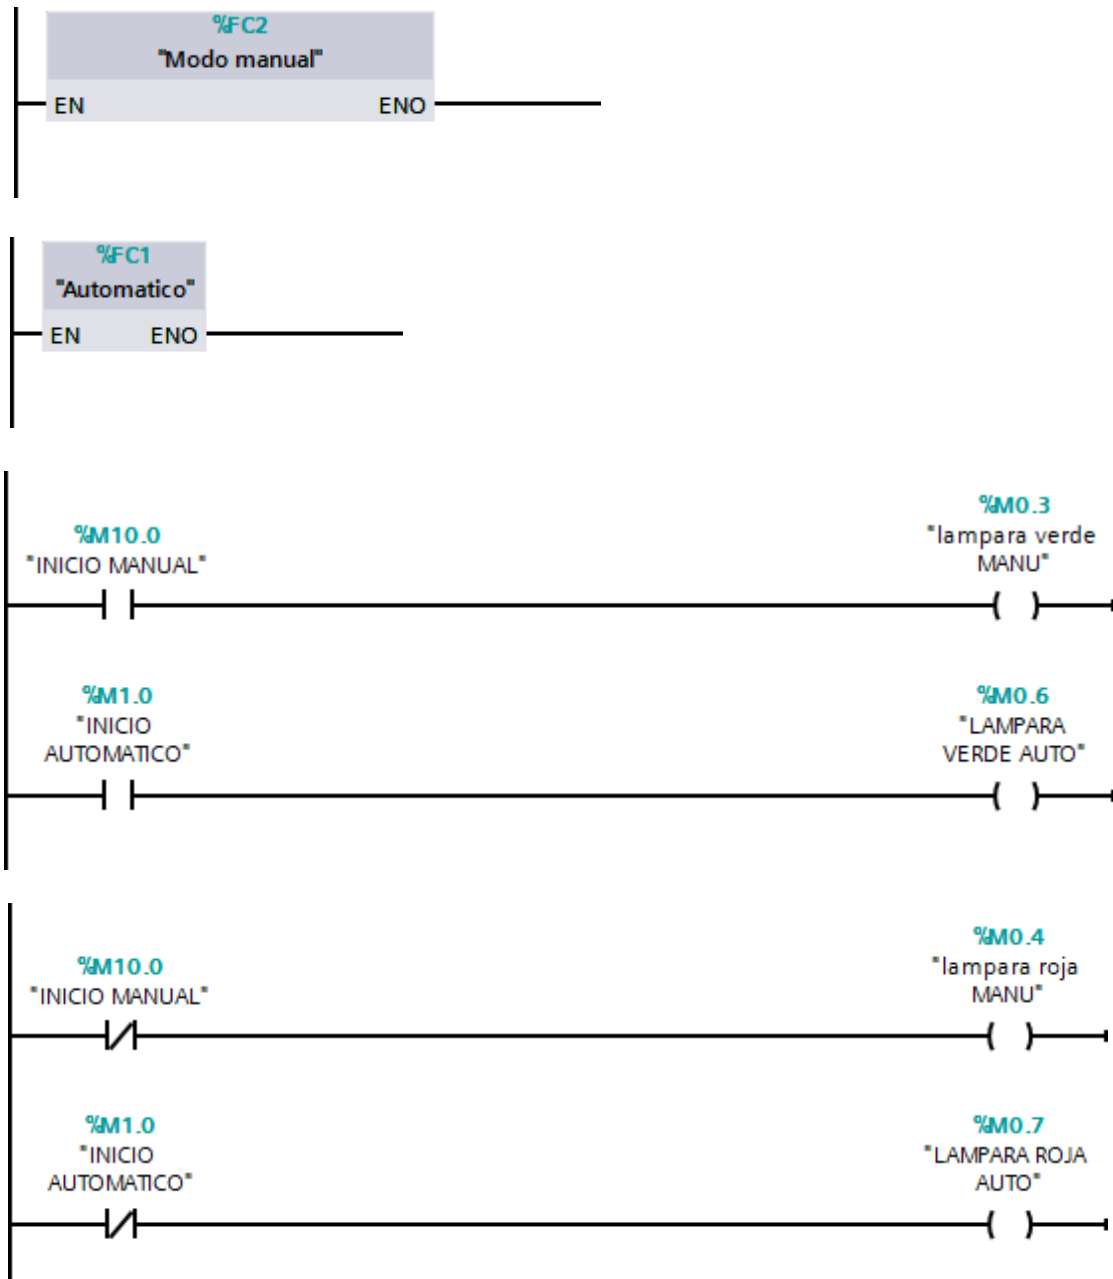 %FC2
"Modo manual"
EN ENO
%FC1
"Automatico"
EN ENO
%M10.0
"INICIO MANUAL"
%M0.3
"lampara verde
MANU"
%M1.0
"INICIO
AUTOMATICO"
%M0.6
"LAMPARA
VERDE AUTO"
%M10.0
"INICIO MANUAL"
%M0.4
"lampara roja
MANU"
%M1.0
"INICIO
AUTOMATICO"
%M0.7
"LAMPARA ROJA
AUTO"